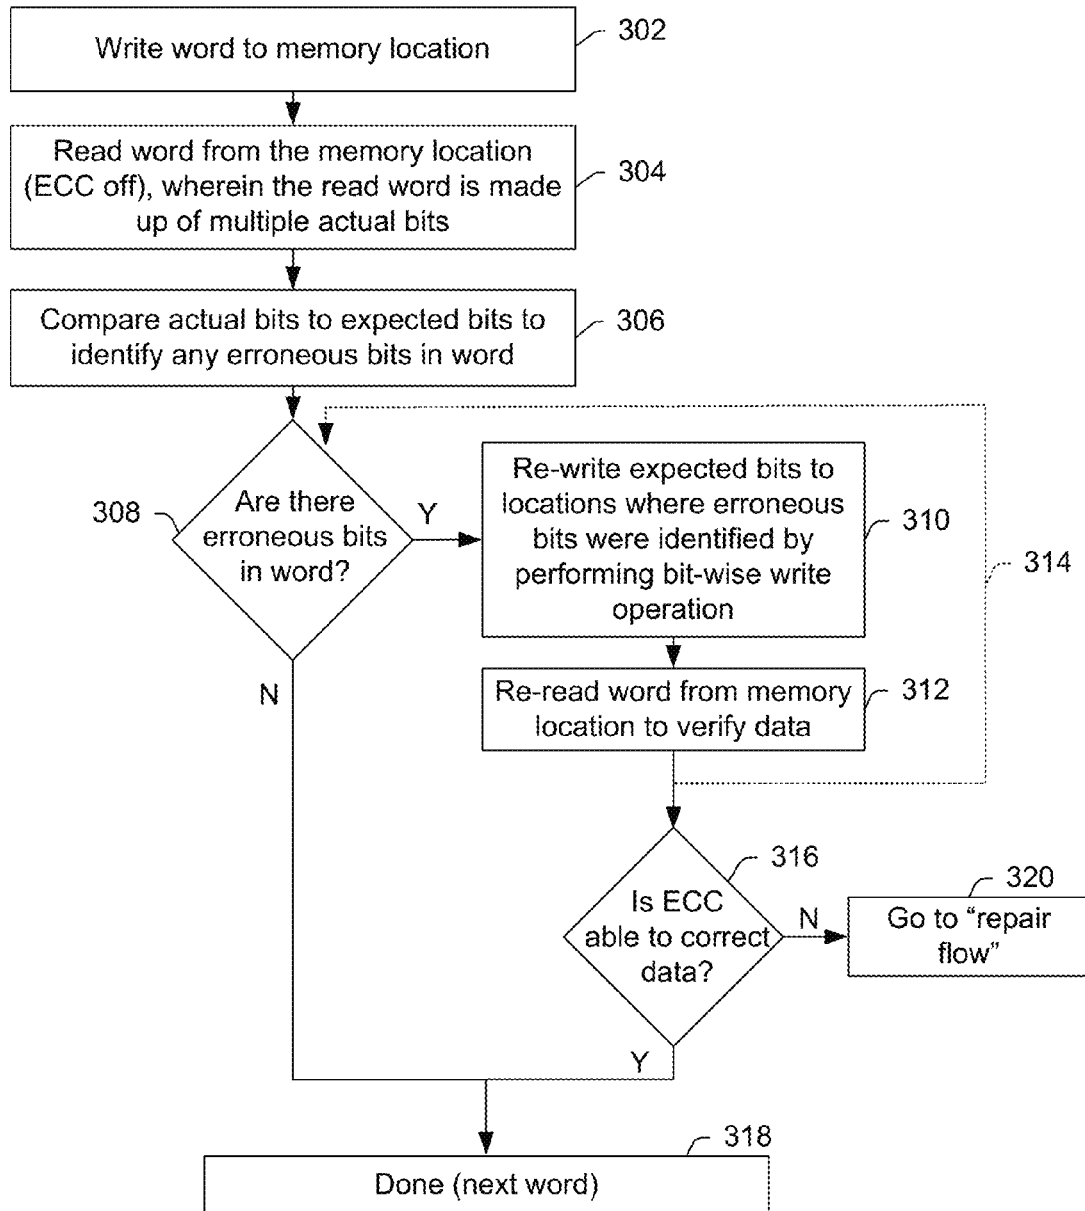 Write word to memory location
302
Read word from the memory location
(ECC off), wherein the read word is made
up of multiple actual bits
304
Compare actual bits to expected bits to
identify any erroneous bits in word
306
308
Are there
erroneous bits
in word?
Y
N
Re-write expected bits to
locations where erroneous
bits were identified by
performing bit-wise write
operation
310
314
Re-read word from memory
location to verify data
312
Is ECC
able to correct
data?
316
N
Y
320
Go to “repair
flow”
318
Done (next word)